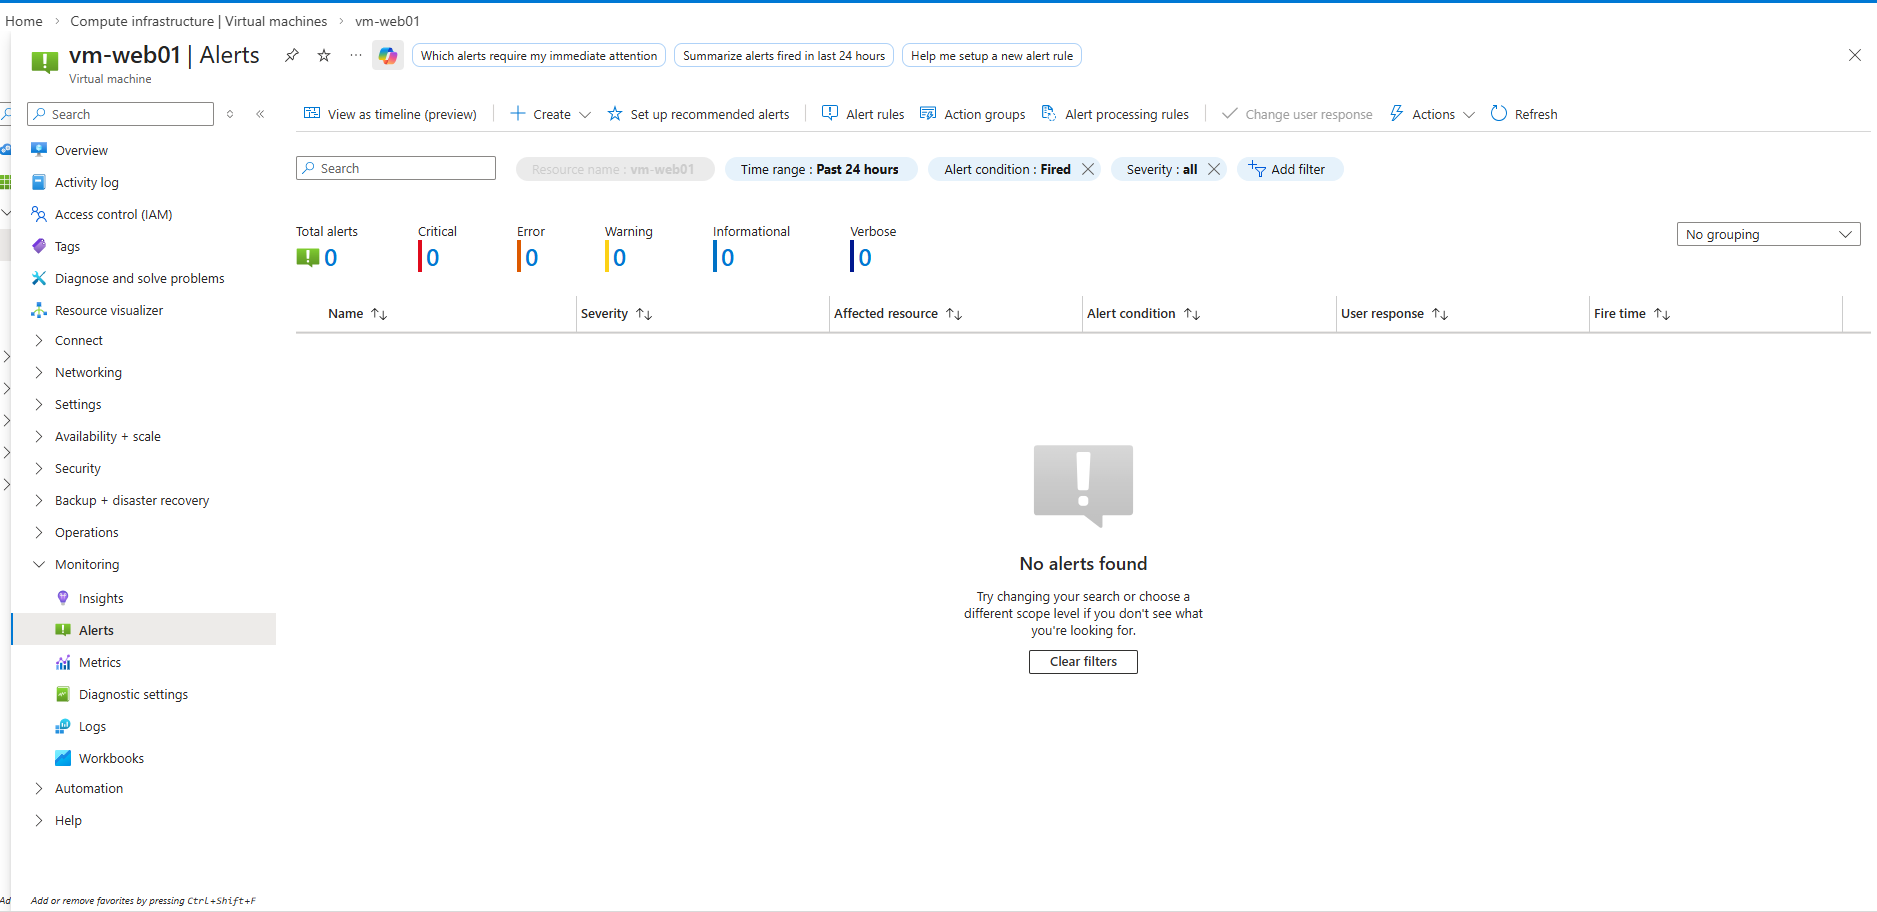 Home > Compute infrastructure | Virtual machines > vm-web01
vm-web01 | Alerts
Virtual machine
Which alerts require my immediate attention
Summarize alerts fired in last 24 hours
Help me setup a new alert rule
Search
View as timeline (preview)
Create
Set up recommended alerts
Alert rules
Action groups
Alert processing rules
Change user response
Actions
Refresh
Overview
Activity log
Access control (IAM)
Tags
Diagnose and solve problems
Resource visualizer
Connect
Networking
Settings
Availability + scale
Security
Backup + disaster recovery
Operations
Monitoring
Insights
Alerts
Metrics
Diagnostic settings
Logs
Workbooks
Automation
Help
Ad
Add or remove favorites by pressing Ctrl+Shift+F
Search
Resource name : vm-web01
Time range : Past 24 hours
Alert condition : Fired
Severity : all
Add filter
Total alerts
0
Critical
0
Error
0
Warning
0
Informational
0
Verbose
0
No grouping
Name
Severity
Affected resource
Alert condition
User response
Fire time
No alerts found
Try changing your search or choose a
different scope level if you don't see what
you're looking for.
Clear filters